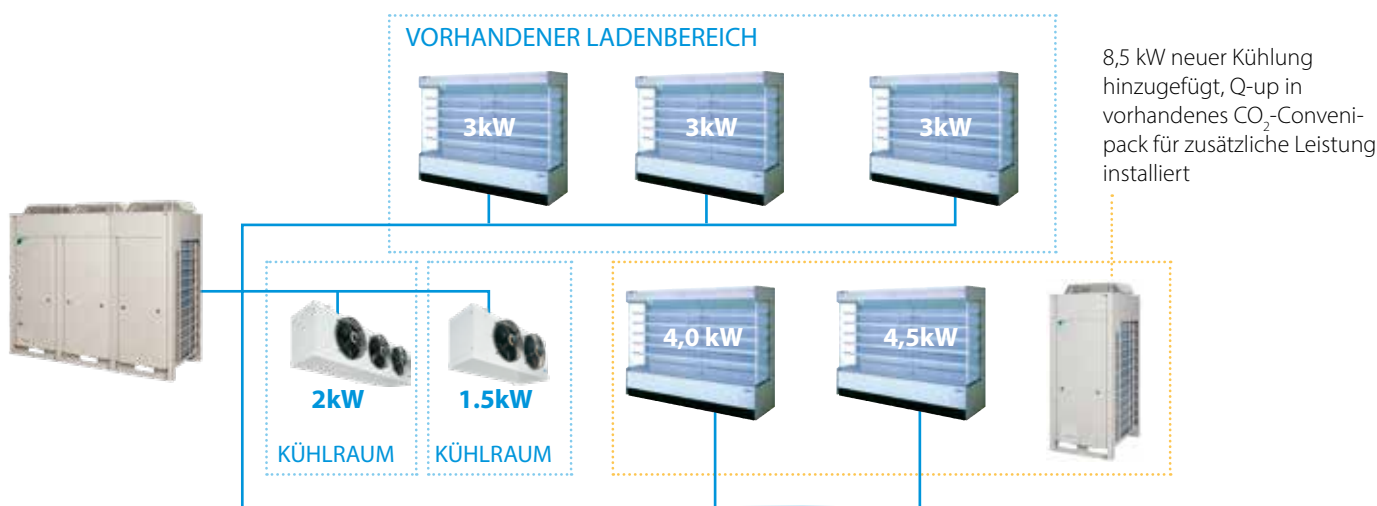 VORHANDENER LADENBEREICH
3kW
3kW
3kW
8,5 kW neuer Kühlung
hinzugefügt, Q-up in
vorhandenes CO₂-Conveni-
pack für zusätzliche Leistung
installiert
4,0 kW
4,5kW
2kW
1.5kW
KÜHLRAUM
KÜHLRAUM